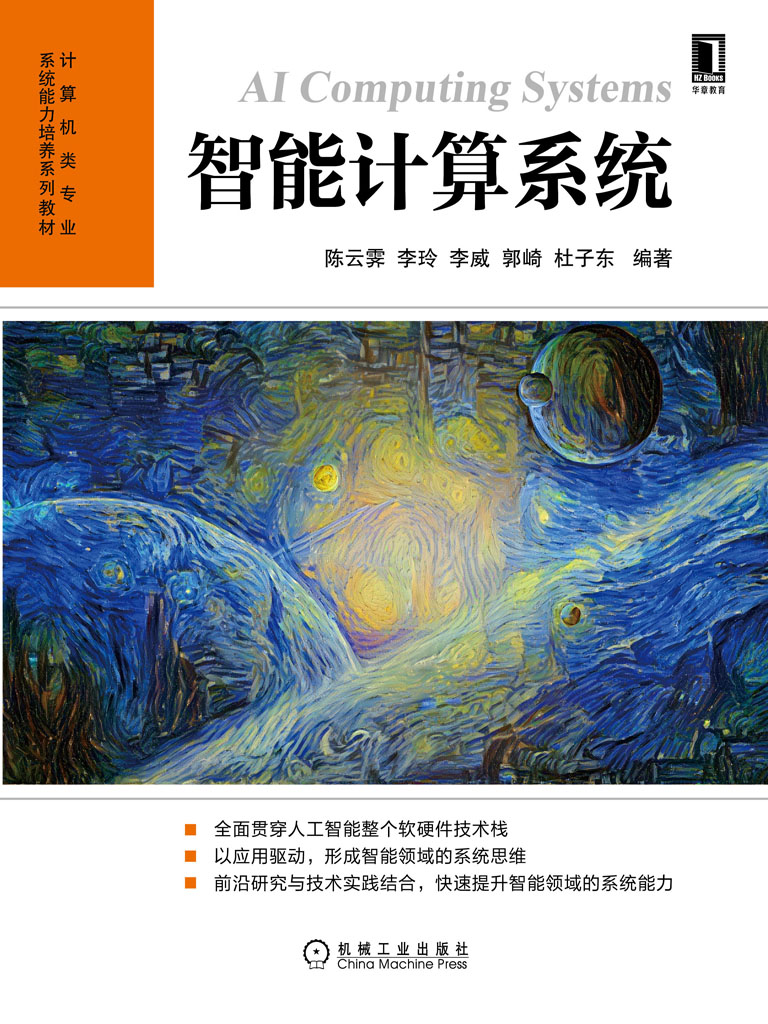 计算机类专业
系统能力培养系列教材
HZ BOOKS
华章教育
AI Computing Systems
智能计算系统
陈云霁 李玲 李威 郭崎 杜子东 编著
■ 全面贯穿人工智能整个软硬件技术栈
■ 以应用驱动，形成智能领域的系统思维
■ 前沿研究与技术实践结合，快速提升智能领域的系统能力
机械工业出版社
China Machine Press